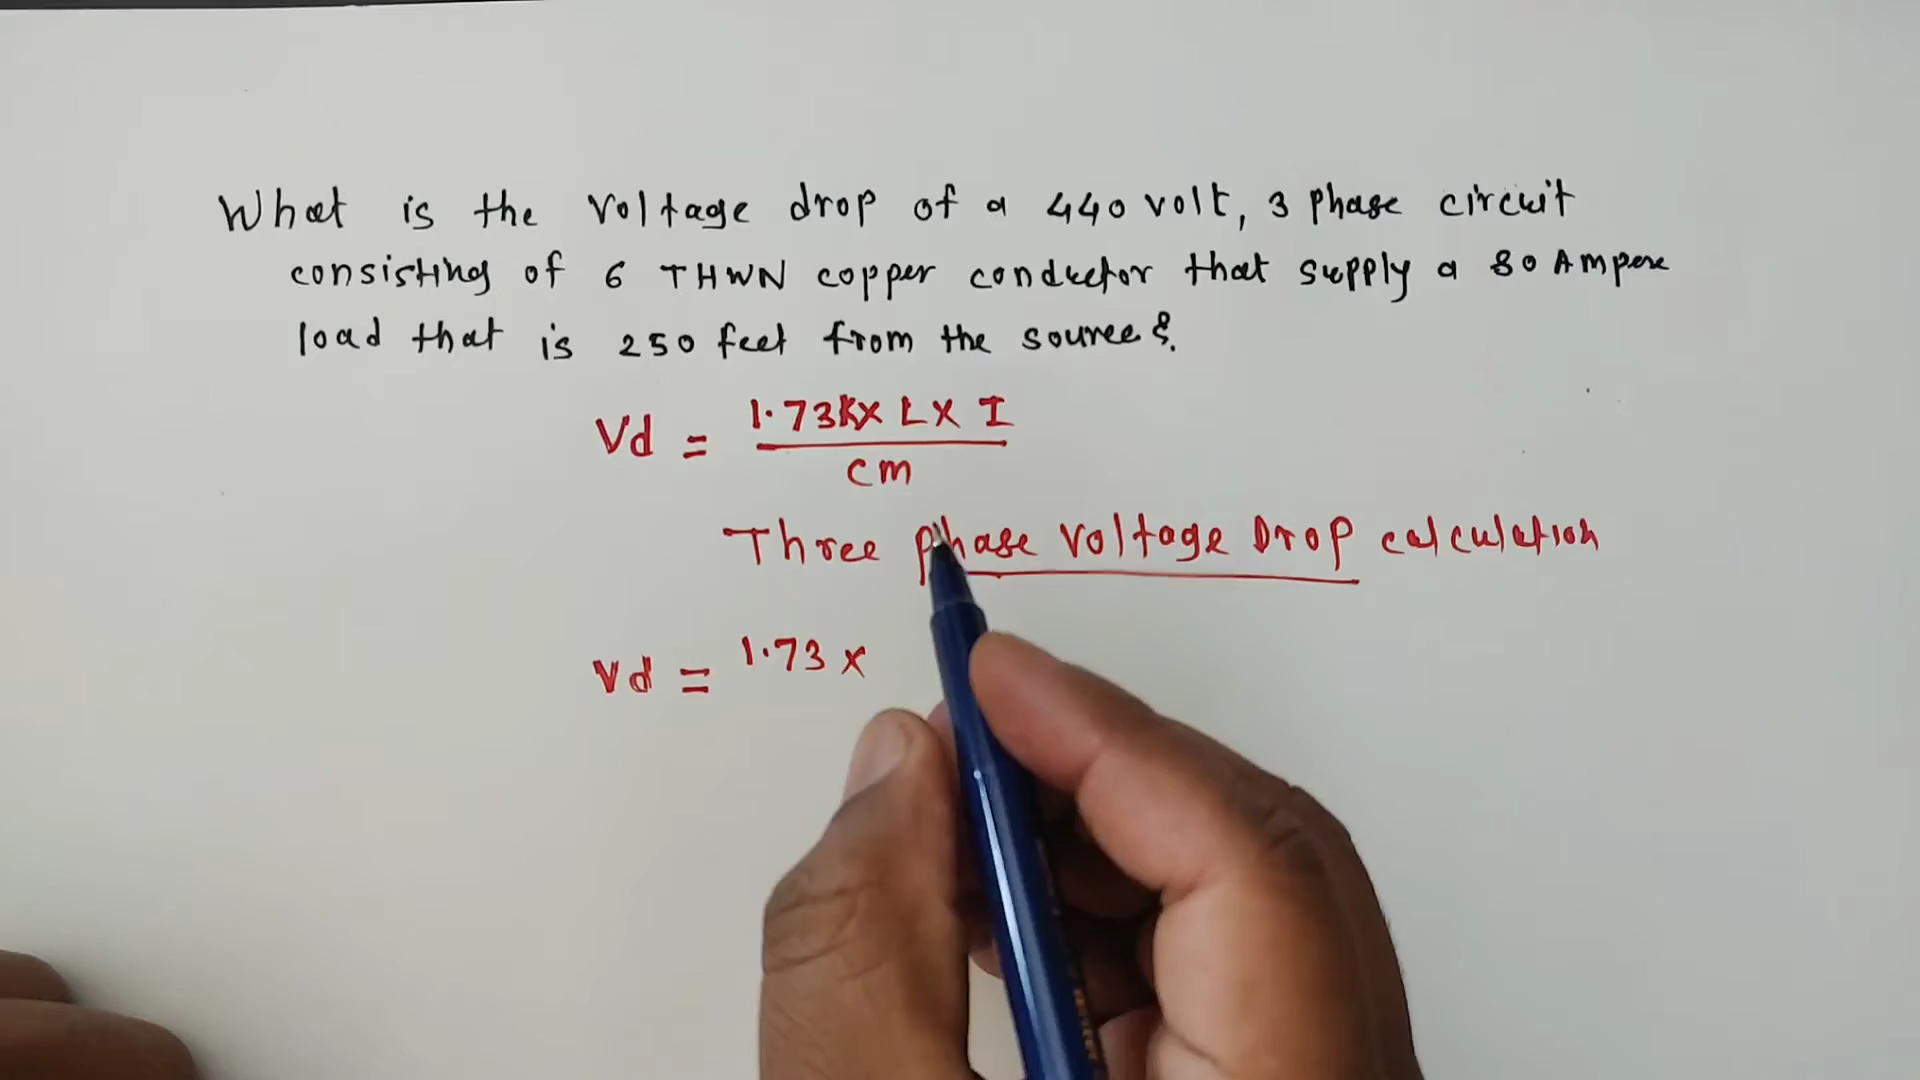 What is the voltage drop of a 440 volt, 3 phase circuit
consisting of 6 THWN copper conductor that supply a 80 Ampere
load that is 250 feet from the source?
Vd = 1.73K x L x I
cm
Three phase voltage Drop calculation
Vd = 1.73 x